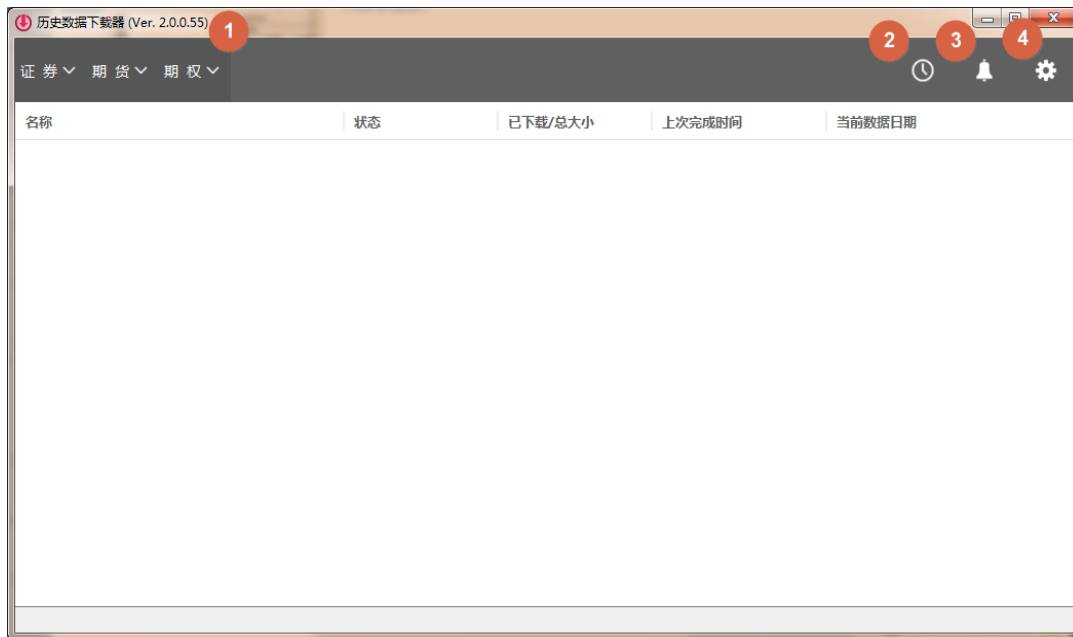 历史数据下载器 (Ver. 2.0.0.55)
1
2
3
4
证 券 期 货 期 权
名称 状态 已下载/总大小 上次完成时间 当前数据日期